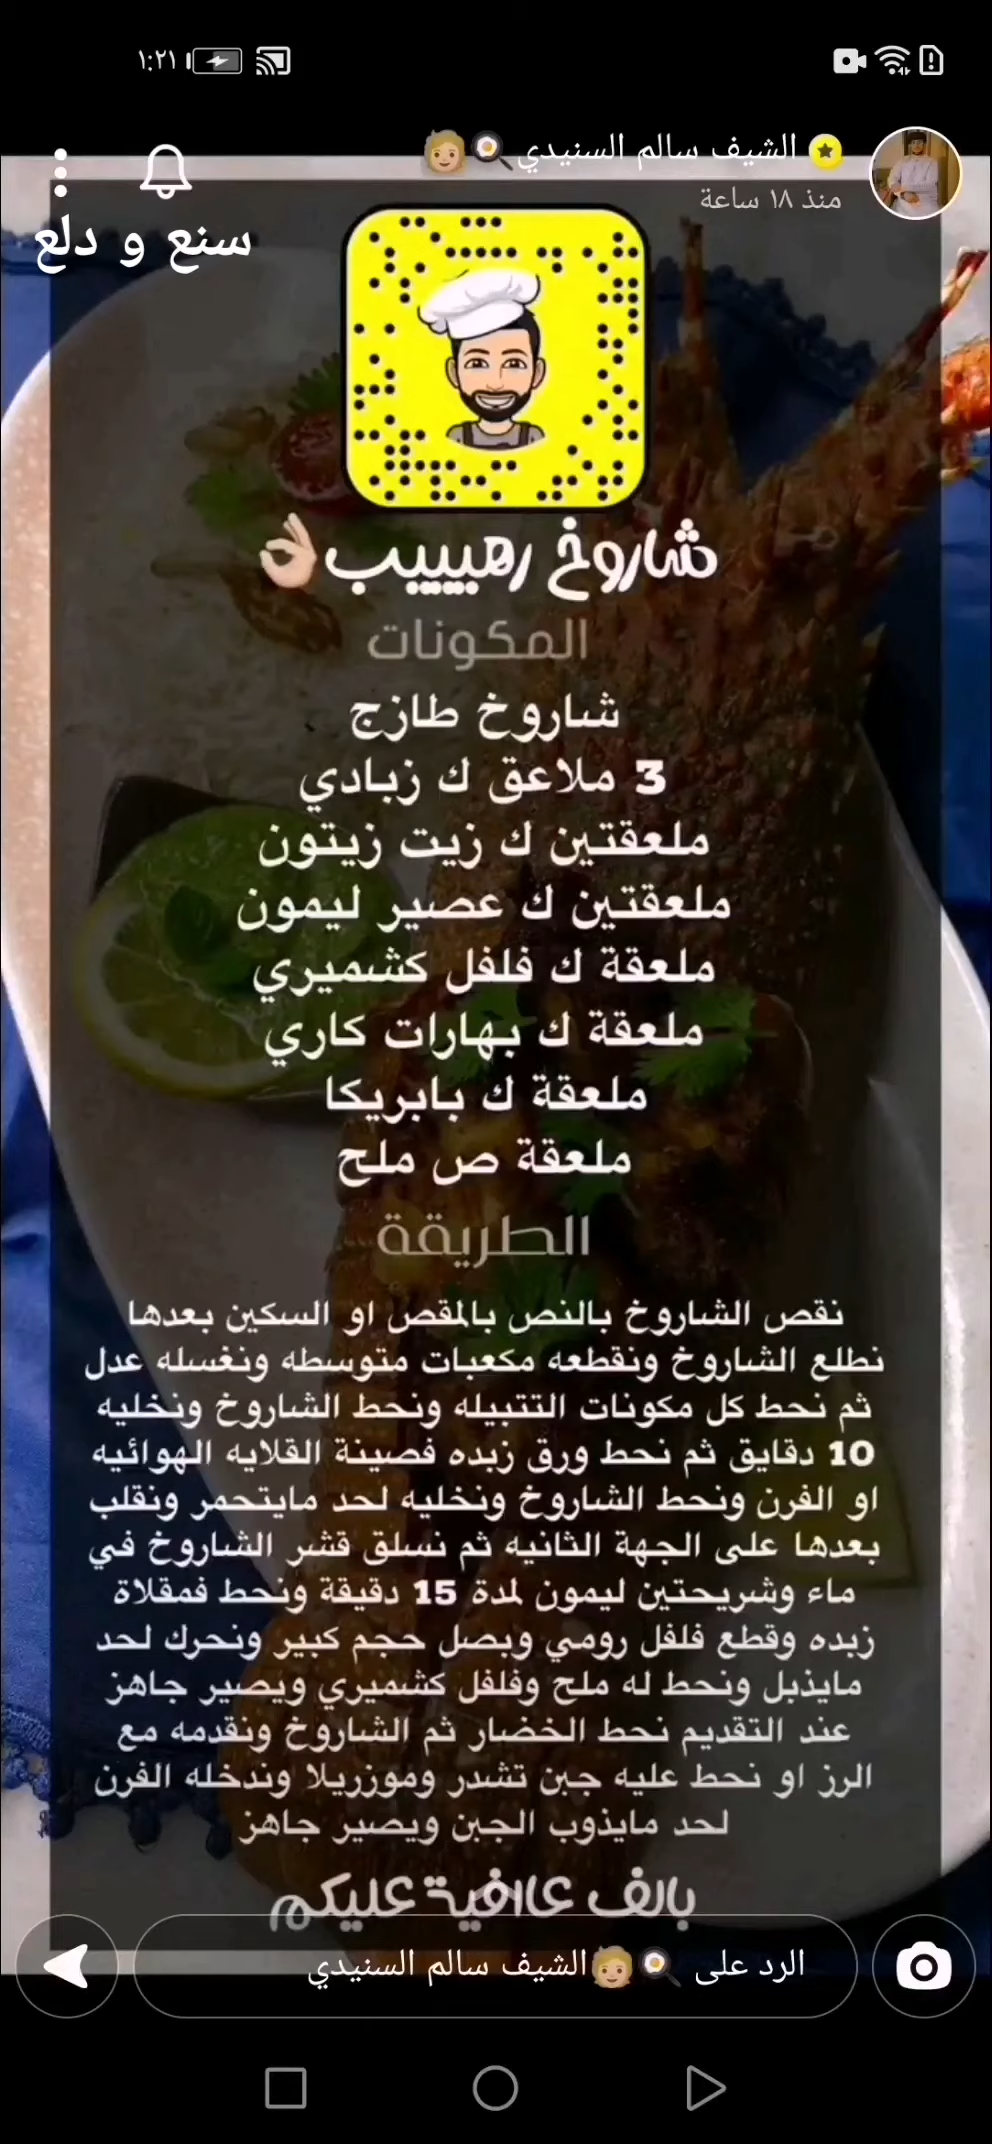 ١:٢١
الشيف سالم السنيدي
منذ ١٨ ساعة
سنع و دلع
شاروخ رهيييب
المكونات
شاروخ طازج
3 ملاعق ك زبادي
ملعقتين ك زيت زيتون
ملعقتين ك عصير ليمون
ملعقة ك فلفل كشميري
ملعقة ك بهارات كاري
ملعقة ك بابريكا
ملعقة ص ملح
الطريقة
نقص الشاروخ بالنص بالمقص او السكين بعدها
نطلع الشاروخ ونقطعه مكعبات متوسطه ونغسله عدل
ثم نحط كل مكونات التتبيله ونحط الشاروخ ونخليه
10 دقايق ثم نحط ورق زبده فصينة القلايه الهوائيه
او الفرن ونحط الشاروخ ونخليه لحد مايتحمر ونقلب
بعدها على الجهة الثانيه ثم نسلق قشر الشاروخ في
ماء وشريحتين ليمون لمدة 15 دقيقة ونحط فمقلاة
زبده وقطع فلفل رومي وبصل حجم كبير ونحرك لحد
مايذبل ونحط له ملح وفلفل كشميري ويصير جاهز
عند التقديم نحط الخضار ثم الشاروخ ونقدمه مع
الرز او نحط عليه جبن تشدر وموزريلا وندخله الفرن
لحد مايذوب الجبن ويصير جاهز
بالف عاافية عليكم
الرد على الشيف سالم السنيدي